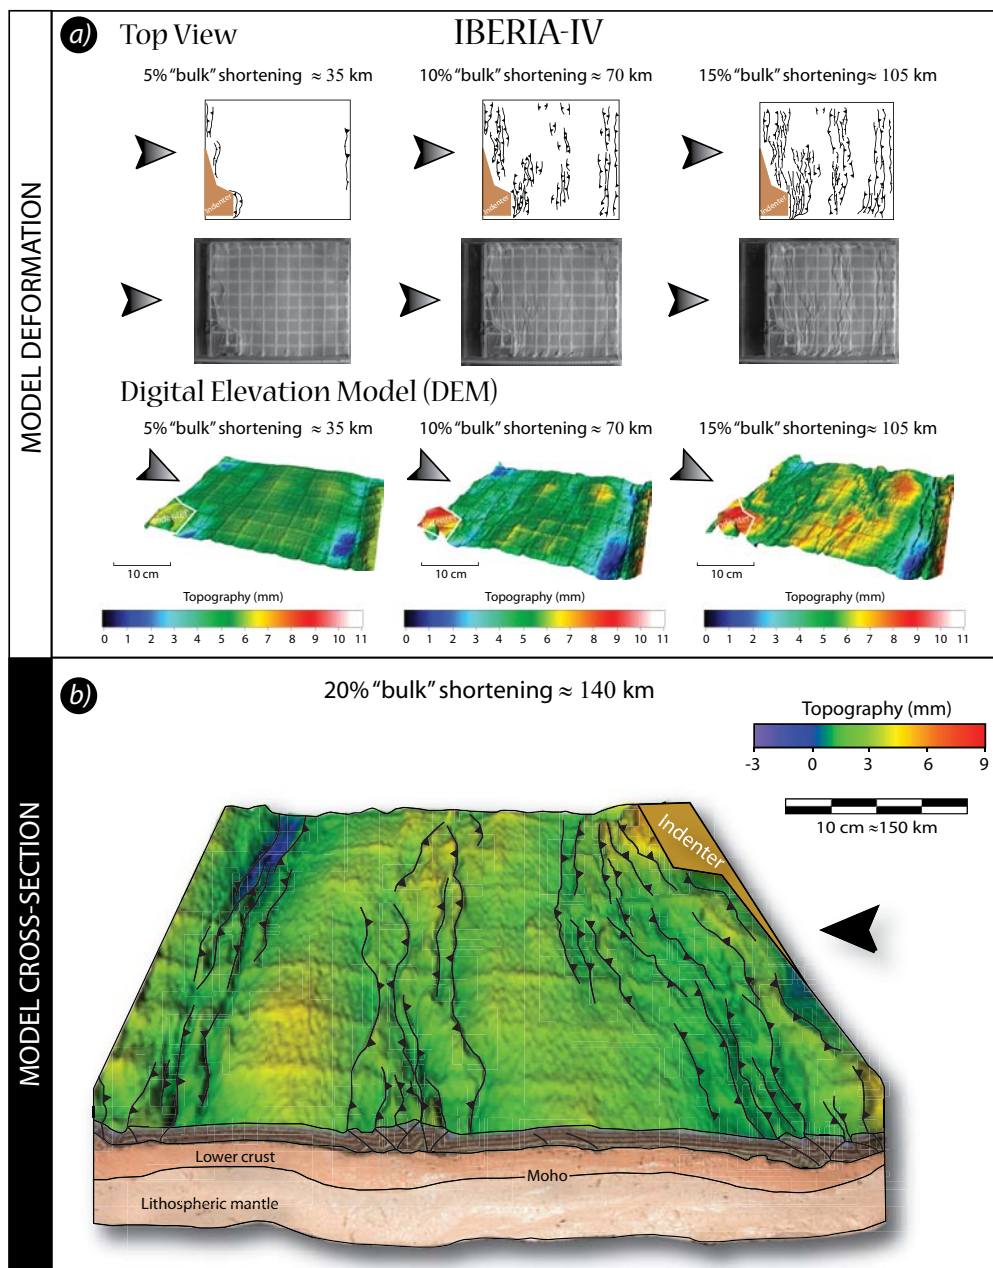 MODEL DEFORMATION
a) Top View
IBERIA-IV
5% “bulk” shortening ≈ 35 km
10% “bulk” shortening ≈ 70 km
15% “bulk” shortening ≈ 105 km
Indenter
Indenter
Indenter
Digital Elevation Model (DEM)
5% “bulk” shortening ≈ 35 km
10% “bulk” shortening ≈ 70 km
15% “bulk” shortening ≈ 105 km
Indenter
Indenter
Indenter
10 cm
10 cm
10 cm
Topography (mm)
Topography (mm)
Topography (mm)
0 1 2 3 4 5 6 7 8 9 10 11
0 1 2 3 4 5 6 7 8 9 10 11
0 1 2 3 4 5 6 7 8 9 10 11
MODEL CROSS-SECTION
b)
20% “bulk” shortening ≈ 140 km
Topography (mm)
-3 0 3 6 9
10 cm ≈150 km
Indenter
Lower crust
Moho
Lithospheric mantle